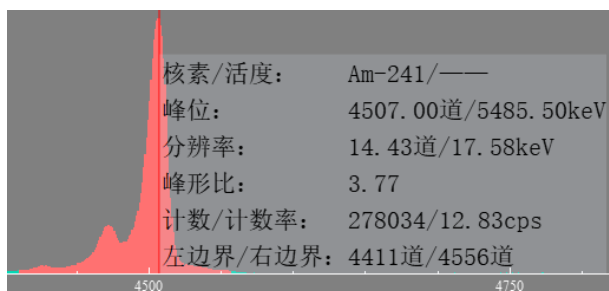 核素/活度： Am-241/——
峰位： 4507.00道/5485.50keV
分辨率： 14.43道/17.58keV
峰形比： 3.77
计数/计数率： 278034/12.83cps
左边界/右边界： 4411道/4556道
4500 4750